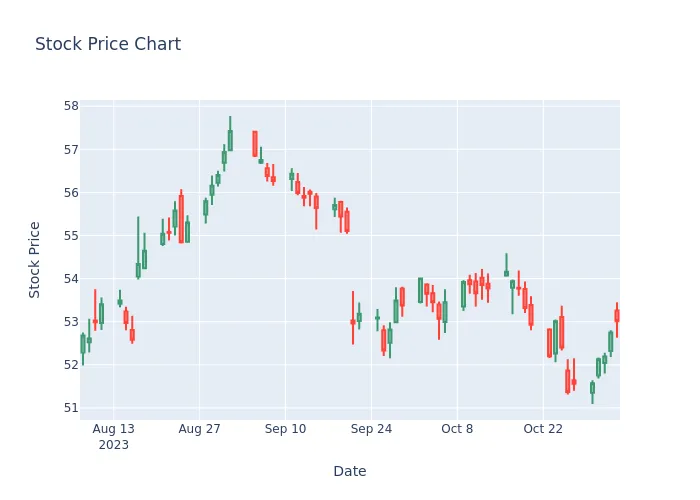 Stock Price Chart
58
57
56
55
54
53
52
51
Stock Price
Aug 13
2023
Aug 27
Sep 10
Sep 24
Oct 8
Oct 22
Date